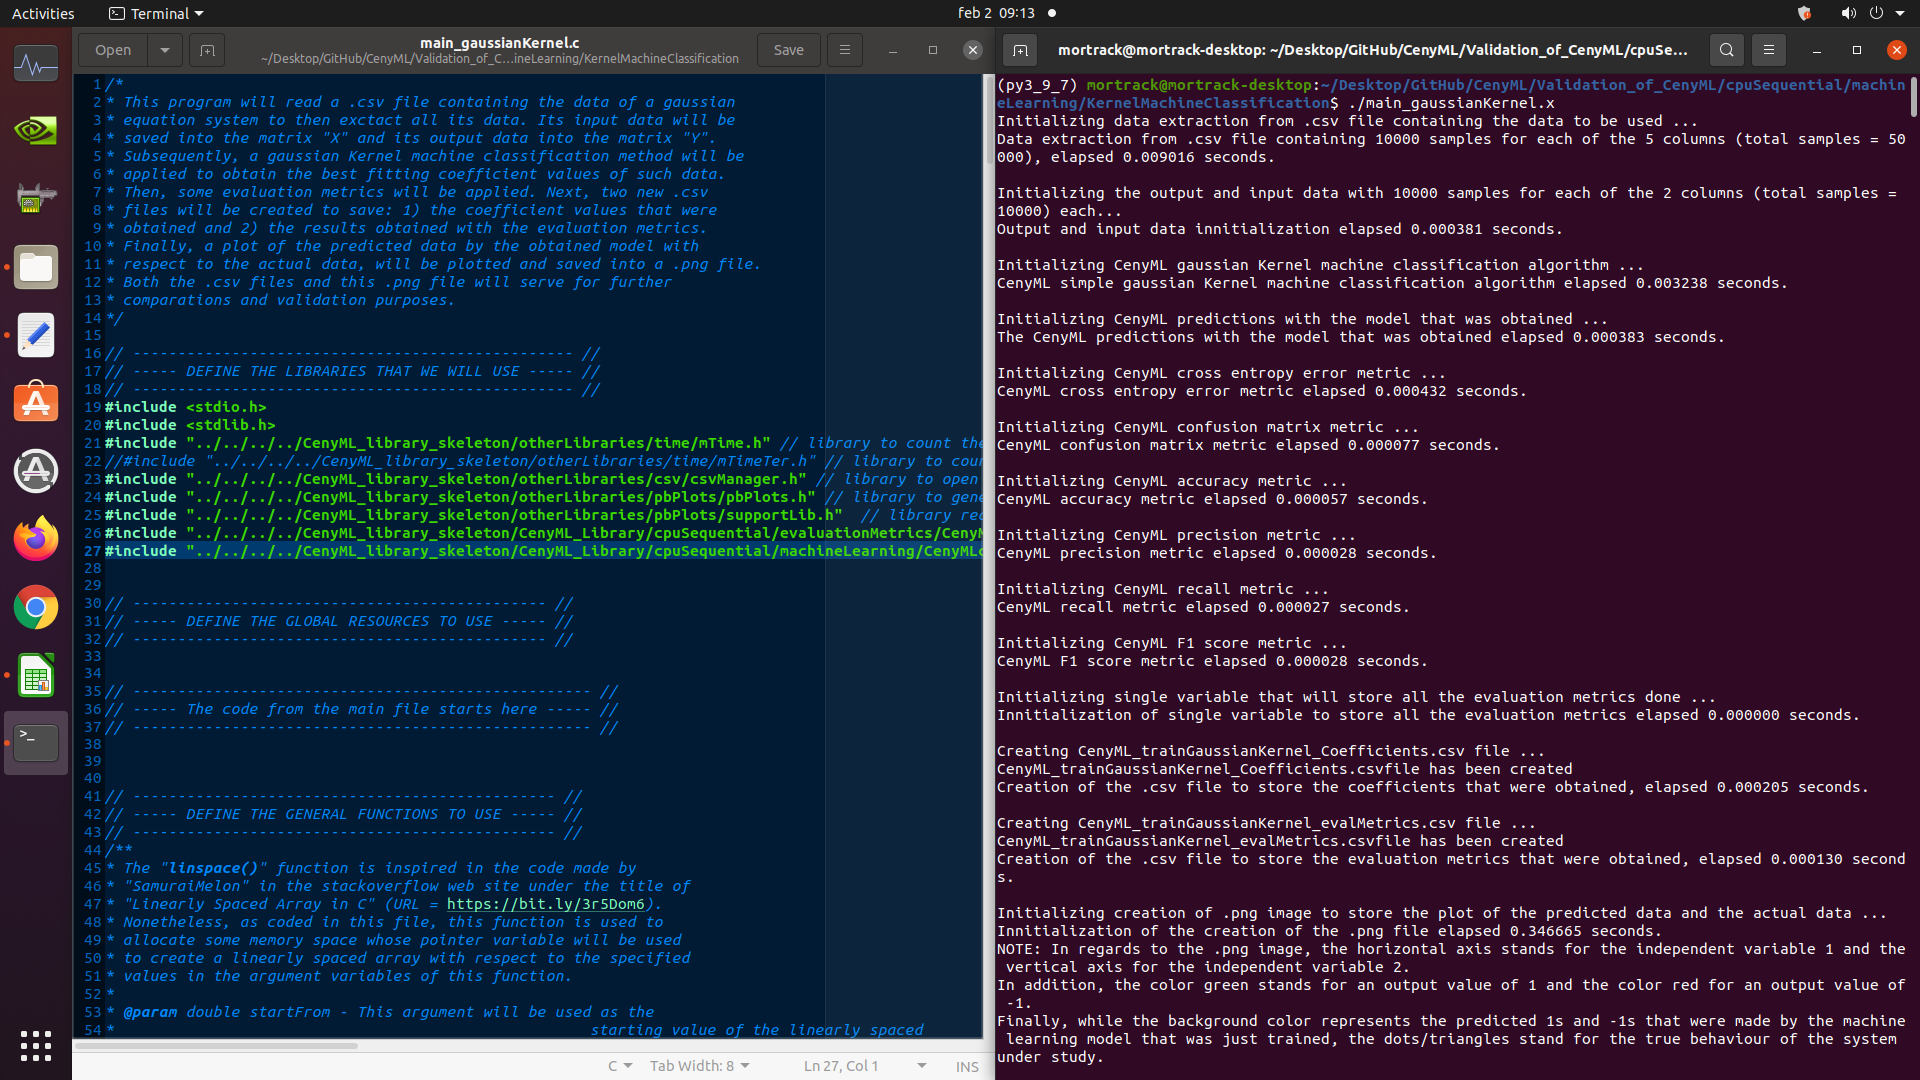 Activities
Terminal
feb 2 09:13
Open
main_gaussianKernel.c
~/Desktop/GitHub/CenyML/Validation_of_C...ineLearning/KernelMachineClassification
Save
1 /*
2 * This program will read a .csv file containing the data of a gaussian
3 * equation system to then exctact all its data. Its input data will be
4 * saved into the matrix "X" and its output data into the matrix "Y".
5 * Subsequently, a gaussian Kernel machine classification method will be
6 * applied to obtain the best fitting coefficient values of such data.
7 * Then, some evaluation metrics will be applied. Next, two new .csv
8 * files will be created to save: 1) the coefficient values that were
9 * obtained and 2) the results obtained with the evaluation metrics.
10 * Finally, a plot of the predicted data by the obtained model with
11 * respect to the actual data, will be plotted and saved into a .png file.
12 * Both the .csv files and this .png file will serve for further
13 * comparations and validation purposes.
14 */
15
16 // ------------------------------------------------- //
17 // ----- DEFINE THE LIBRARIES THAT WE WILL USE ----- //
18 // ------------------------------------------------- //
19 #include <stdio.h>
20 #include <stdlib.h>
21 #include "../../../../CenyML_library_skeleton/otherLibraries/time/mTime.h" // library to count the
22 //#include "../../../../CenyML_library_skeleton/otherLibraries/time/mTimeTer.h" // library to coun
23 #include "../../../../CenyML_library_skeleton/otherLibraries/csv/csvManager.h" // library to open
24 #include "../../../../CenyML_library_skeleton/otherLibraries/pbPlots/pbPlots.h" // library to gene
25 #include "../../../../CenyML_library_skeleton/otherLibraries/pbPlots/supportLib.h"  // library req
26 #include "../../../../CenyML_library_skeleton/CenyML_Library/cpuSequential/evaluationMetrics/CenyM
27 #include "../../../../CenyML_library_skeleton/CenyML_Library/cpuSequential/machineLearning/CenyMLc
28
29
30 // ---------------------------------------------- //
31 // ----- DEFINE THE GLOBAL RESOURCES TO USE ----- //
32 // ---------------------------------------------- //
33
34
35 // --------------------------------------------------- //
36 // ----- The code from the main file starts here ----- //
37 // --------------------------------------------------- //
38
39
40
41 // ----------------------------------------------- //
42 // ----- DEFINE THE GENERAL FUNCTIONS TO USE ----- //
43 // ----------------------------------------------- //
44 /**
45 * The "linspace()" function is inspired in the code made by
46 * "SamuraiMelon" in the stackoverflow web site under the title of
47 * "Linearly Spaced Array in C" (URL = https://bit.ly/3r5Dom6).
48 * Nonetheless, as coded in this file, this function is used to
49 * allocate some memory space whose pointer variable will be used
50 * to create a linearly spaced array with respect to the specified
51 * values in the argument variables of this function.
52 *
53 * @param double startFrom - This argument will be used as the
54 * starting value of the linearly spaced
C
Tab Width: 8
Ln 27, Col 1
INS
mortrack@mortrack-desktop: ~/Desktop/GitHub/CenyML/Validation_of_CenyML/cpuSe...
(py3_9_7) mortrack@mortrack-desktop:~/Desktop/GitHub/CenyML/Validation_of_CenyML/cpuSequential/machin
eLearning/KernelMachineClassification$ ./main_gaussianKernel.x
Initializing data extraction from .csv file containing the data to be used ...
Data extraction from .csv file containing 10000 samples for each of the 5 columns (total samples = 50
000), elapsed 0.009016 seconds.

Initializing the output and input data with 10000 samples for each of the 2 columns (total samples =
10000) each...
Output and input data innitialization elapsed 0.000381 seconds.

Initializing CenyML gaussian Kernel machine classification algorithm ...
CenyML simple gaussian Kernel machine classification algorithm elapsed 0.003238 seconds.

Initializing CenyML predictions with the model that was obtained ...
The CenyML predictions with the model that was obtained elapsed 0.000383 seconds.

Initializing CenyML cross entropy error metric ...
CenyML cross entropy error metric elapsed 0.000432 seconds.

Initializing CenyML confusion matrix metric ...
CenyML confusion matrix metric elapsed 0.000077 seconds.

Initializing CenyML accuracy metric ...
CenyML accuracy metric elapsed 0.000057 seconds.

Initializing CenyML precision metric ...
CenyML precision metric elapsed 0.000028 seconds.

Initializing CenyML recall metric ...
CenyML recall metric elapsed 0.000027 seconds.

Initializing CenyML F1 score metric ...
CenyML F1 score metric elapsed 0.000028 seconds.

Initializing single variable that will store all the evaluation metrics done ...
Innitialization of single variable to store all the evaluation metrics elapsed 0.000000 seconds.

Creating CenyML_trainGaussianKernel_Coefficients.csv file ...
CenyML_trainGaussianKernel_Coefficients.csvfile has been created
Creation of the .csv file to store the coefficients that were obtained, elapsed 0.000205 seconds.

Creating CenyML_trainGaussianKernel_evalMetrics.csv file ...
CenyML_trainGaussianKernel_evalMetrics.csvfile has been created
Creation of the .csv file to store the evaluation metrics that were obtained, elapsed 0.000130 second
s.

Initializing creation of .png image to store the plot of the predicted data and the actual data ...
Innitialization of the creation of the .png file elapsed 0.346665 seconds.
NOTE: In regards to the .png image, the horizontal axis stands for the independent variable 1 and the
 vertical axis for the independent variable 2.
In addition, the color green stands for an output value of 1 and the color red for an output value of
 -1.
Finally, while the background color represents the predicted 1s and -1s that were made by the machine
 learning model that was just trained, the dots/triangles stand for the true behaviour of the system
under study.